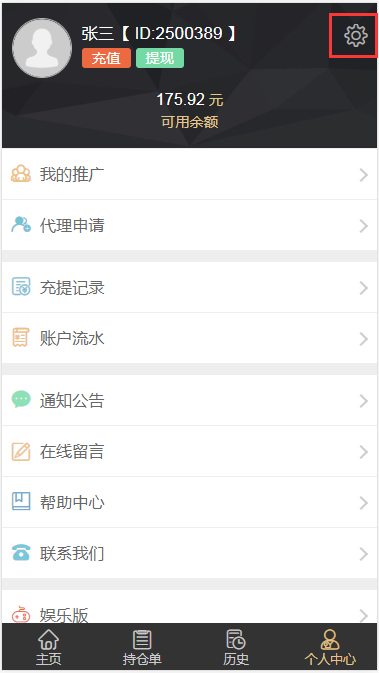 张三【 ID:2500389 】
充值 提现
175.92 元
可用余额
我的推广
代理申请
充提记录
账户流水
通知公告
在线留言
帮助中心
联系我们
娱乐版
主页 持仓单 历史 个人中心